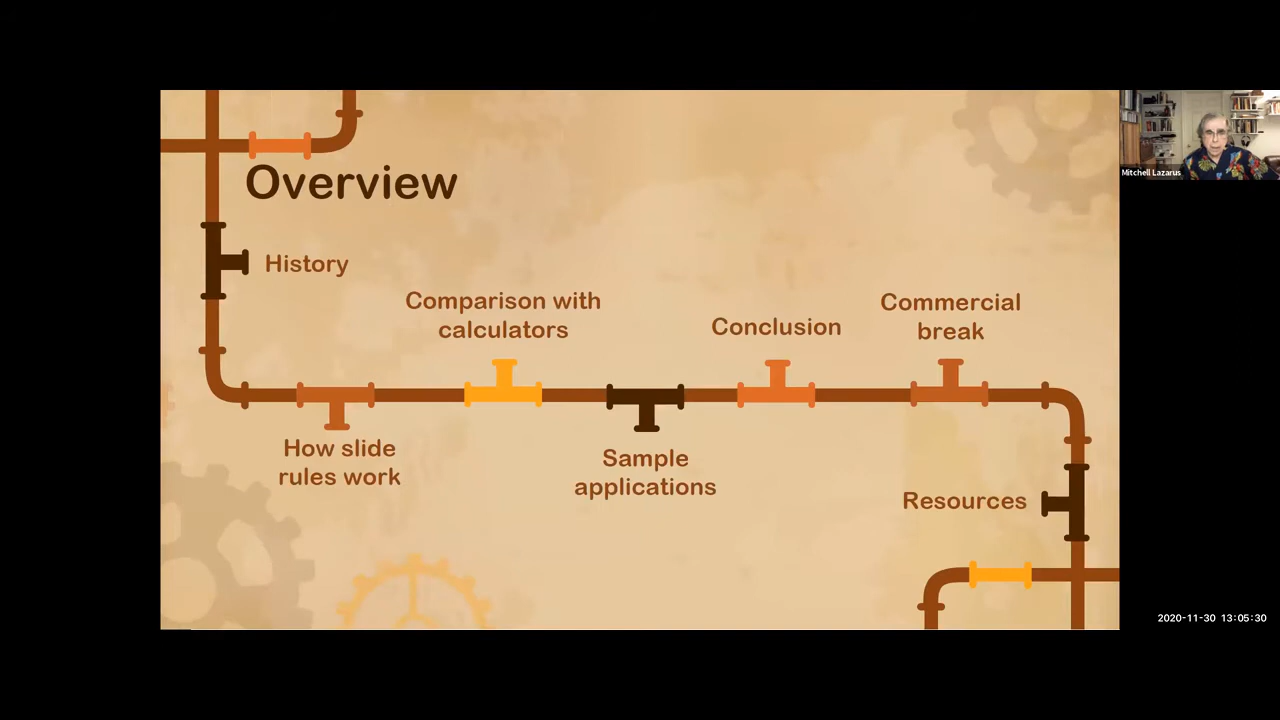 Overview
History
How slide
rules work
Comparison with
calculators
Sample
applications
Conclusion
Commercial
break
Resources
Mitchell Lazarus
2020-11-30 13:05:30